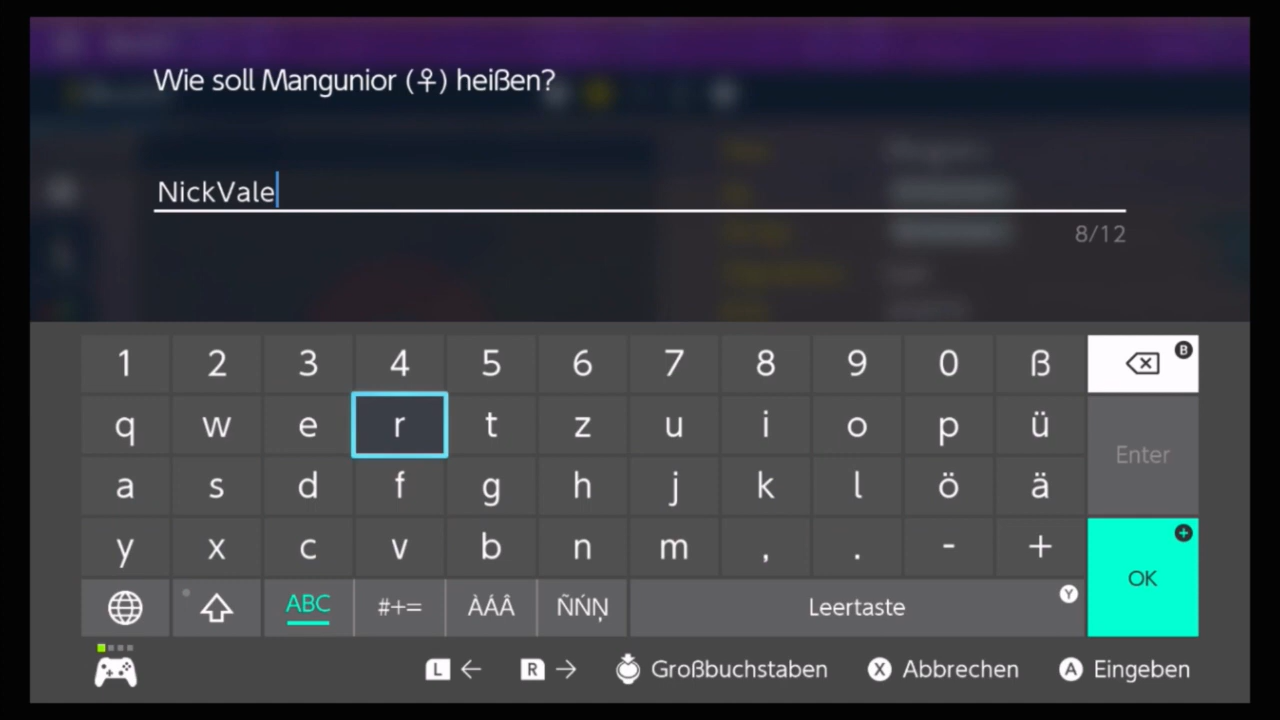 Wie soll Mangunior (♀) heißen?
NickVale
8/12
1 2 3 4 5 6 7 8 9 0 ß B
q w e r t z u i o p ü
Enter
a s d f g h j k l ö ä
y x c v b n m , . - +
OK
ABC #+= ÀÁÂ ÑŃŅ Leertaste Y
L ← R → Großbuchstaben X Abbrechen A Eingeben